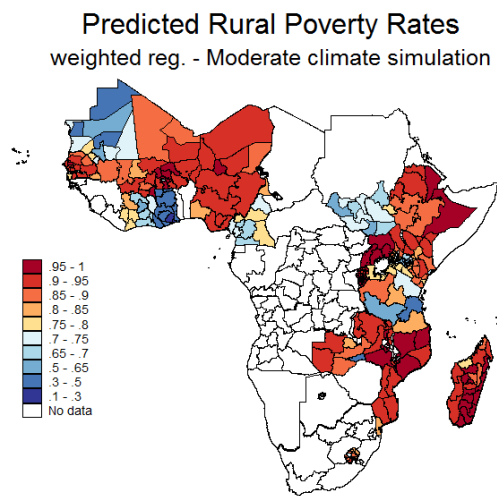 Predicted Rural Poverty Rates
weighted reg. - Moderate climate simulation
.95 - 1
.9 - .95
.85 - .9
.8 - .85
.75 - .8
.7 - .75
.65 - .7
.5 - .65
.3 - .5
.1 - .3
No data